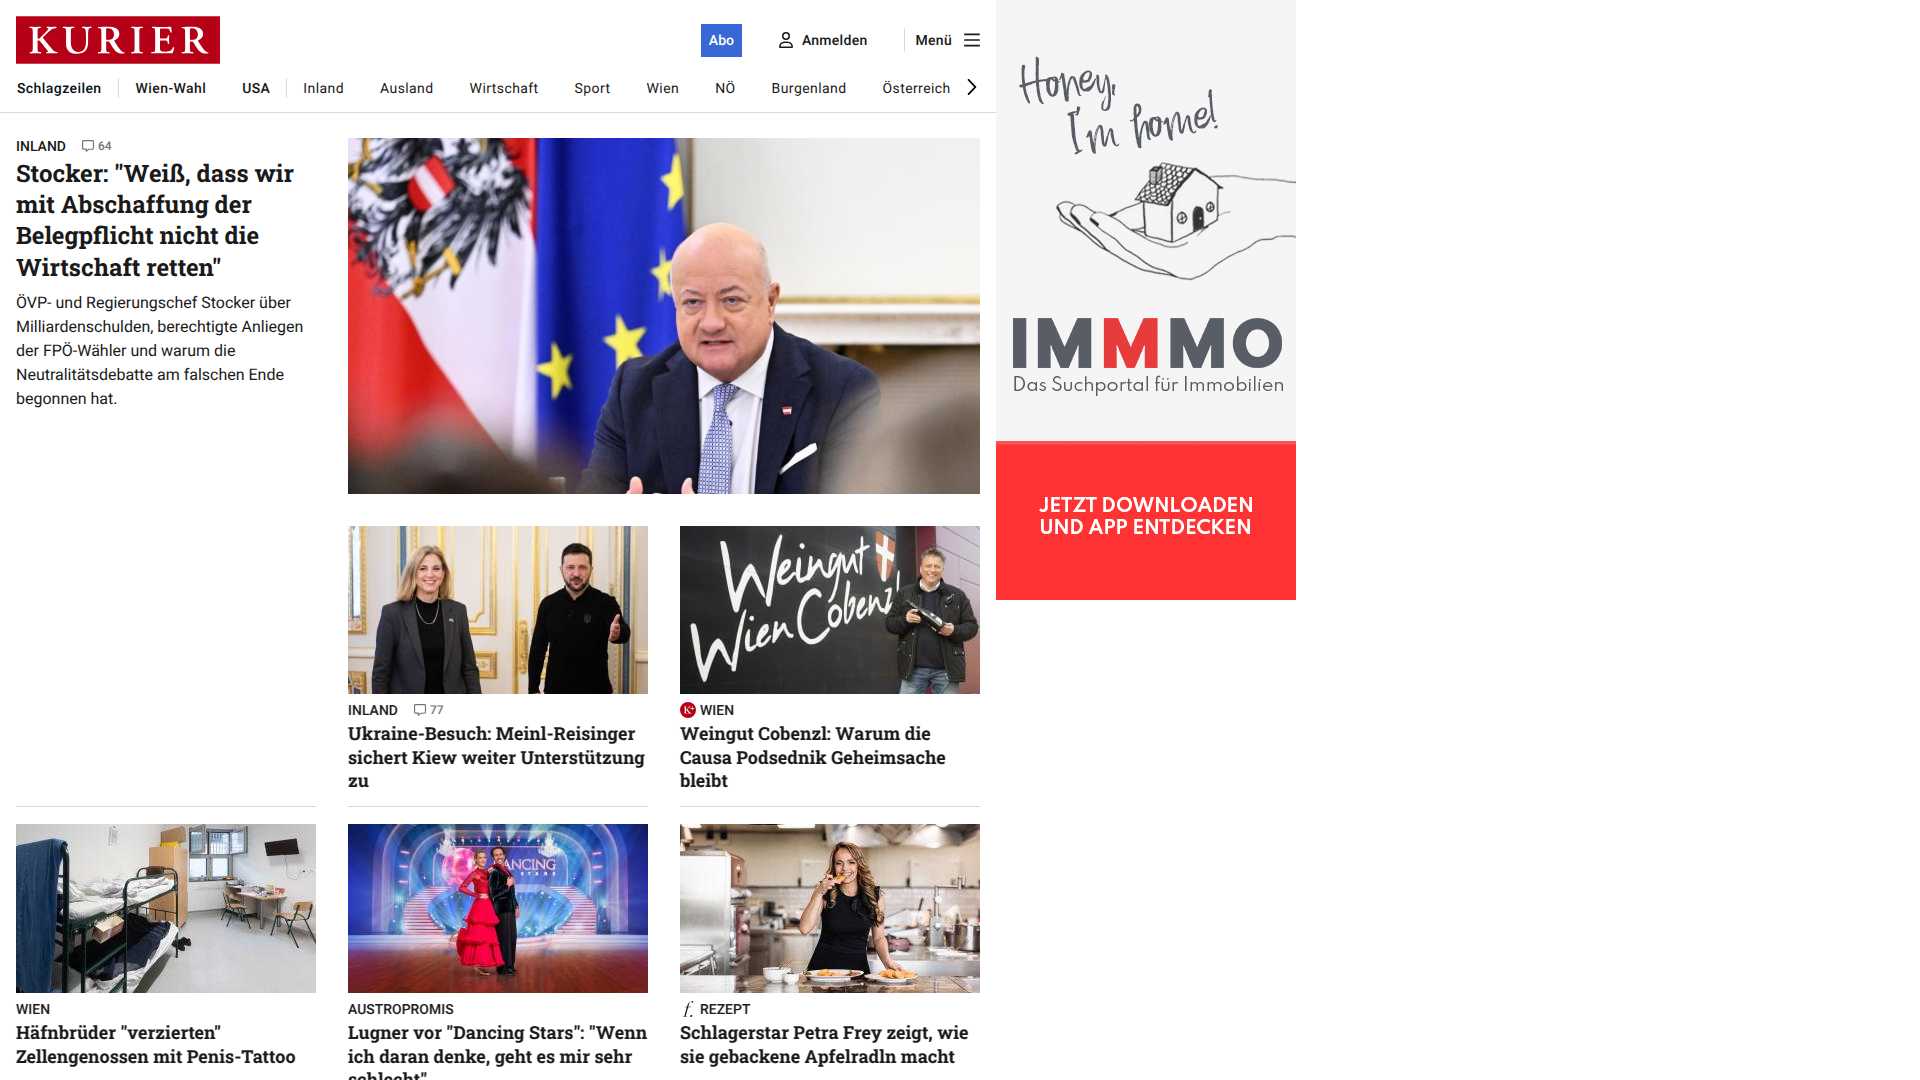 KURIER
Abo
Anmelden
Menü
Schlagzeilen
Wien-Wahl
USA
Inland
Ausland
Wirtschaft
Sport
Wien
NÖ
Burgenland
Österreich
INLAND 64
Stocker: "Weiß, dass wir
mit Abschaffung der
Belegpflicht nicht die
Wirtschaft retten"
ÖVP- und Regierungschef Stocker über
Milliardenschulden, berechtigte Anliegen
der FPÖ-Wähler und warum die
Neutralitätsdebatte am falschen Ende
begonnen hat.
Honey,
I'm home!
IMMMO
Das Suchportal für Immobilien
JETZT DOWNLOADEN
UND APP ENTDECKEN
INLAND 77
Ukraine-Besuch: Meinl-Reisinger
sichert Kiew weiter Unterstützung
zu
Weingut
Wien Cobenzl
K+ WIEN
Weingut Cobenzl: Warum die
Causa Podsednik Geheimsache
bleibt
WIEN
Häfnbrüder "verzierten"
Zellengenossen mit Penis-Tattoo
DANCING
STARS
AUSTROPROMIS
Lugner vor "Dancing Stars": "Wenn
ich daran denke, geht es mir sehr
schlecht"
f. REZEPT
Schlagerstar Petra Frey zeigt, wie
sie gebackene Apfelradln macht